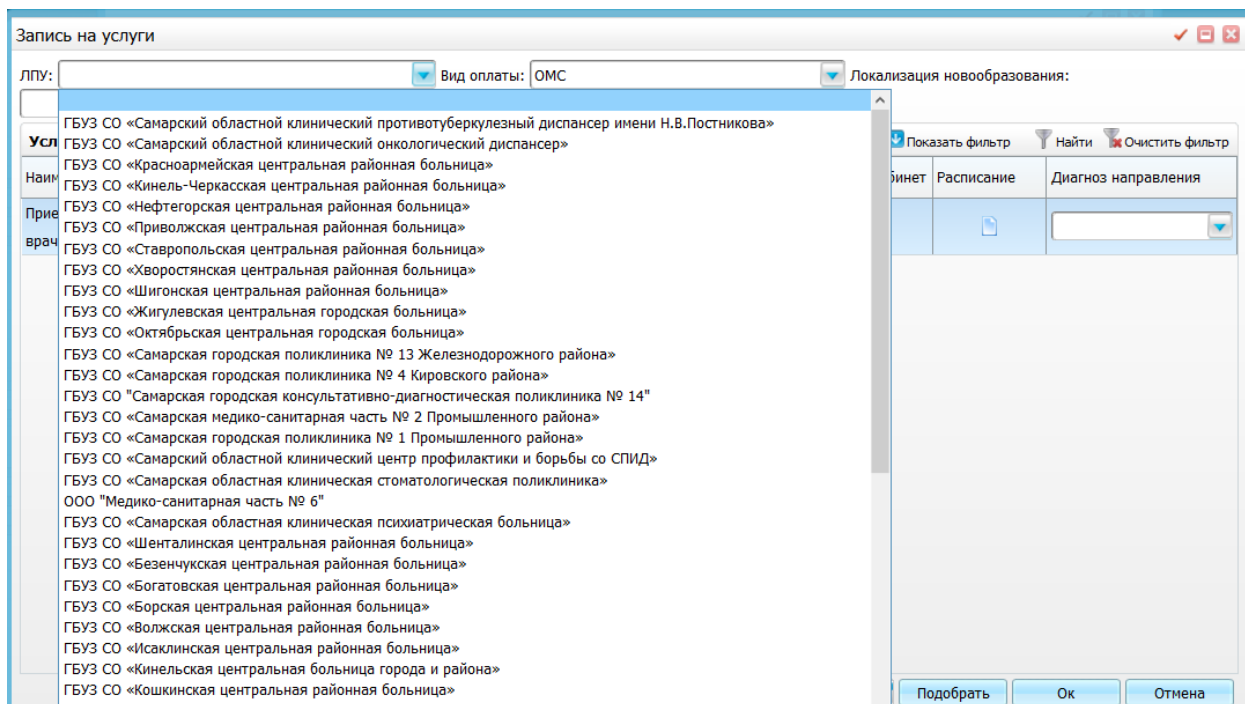 Запись на услуги
ЛПУ: Вид оплаты: ОМС Локализация новообразования:
ГБУЗ СО «Самарский областной клинический противотуберкулезный диспансер имени Н.В.Постникова»
Усл ГБУЗ СО «Самарский областной клинический онкологический диспансер» Показать фильтр Найти Очистить фильтр
ГБУЗ СО «Красноармейская центральная районная больница»
Наим ГБУЗ СО «Кинель-Черкасская центральная районная больница» бинет Расписание Диагноз направления
ГБУЗ СО «Нефтегорская центральная районная больница»
Прие ГБУЗ СО «Приволжская центральная районная больница»
врач ГБУЗ СО «Ставропольская центральная районная больница»
ГБУЗ СО «Хворостянская центральная районная больница»
ГБУЗ СО «Шигонская центральная районная больница»
ГБУЗ СО «Жигулевская центральная городская больница»
ГБУЗ СО «Октябрьская центральная городская больница»
ГБУЗ СО «Самарская городская поликлиника № 13 Железнодорожного района»
ГБУЗ СО «Самарская городская поликлиника № 4 Кировского района»
ГБУЗ СО "Самарская городская консультативно-диагностическая поликлиника № 14"
ГБУЗ СО «Самарская медико-санитарная часть № 2 Промышленного района»
ГБУЗ СО «Самарская городская поликлиника № 1 Промышленного района»
ГБУЗ СО «Самарский областной клинический центр профилактики и борьбы со СПИД»
ГБУЗ СО «Самарская областная клиническая стоматологическая поликлиника»
ООО "Медико-санитарная часть № 6"
ГБУЗ СО «Самарская областная клиническая психиатрическая больница»
ГБУЗ СО «Шенталинская центральная районная больница»
ГБУЗ СО «Безенчукская центральная районная больница»
ГБУЗ СО «Богатовская центральная районная больница»
ГБУЗ СО «Борская центральная районная больница»
ГБУЗ СО «Волжская центральная районная больница»
ГБУЗ СО «Исаклинская центральная районная больница»
ГБУЗ СО «Кинельская центральная больница города и района»
ГБУЗ СО «Кошкинская центральная районная больница»
Подобрать Ок Отмена